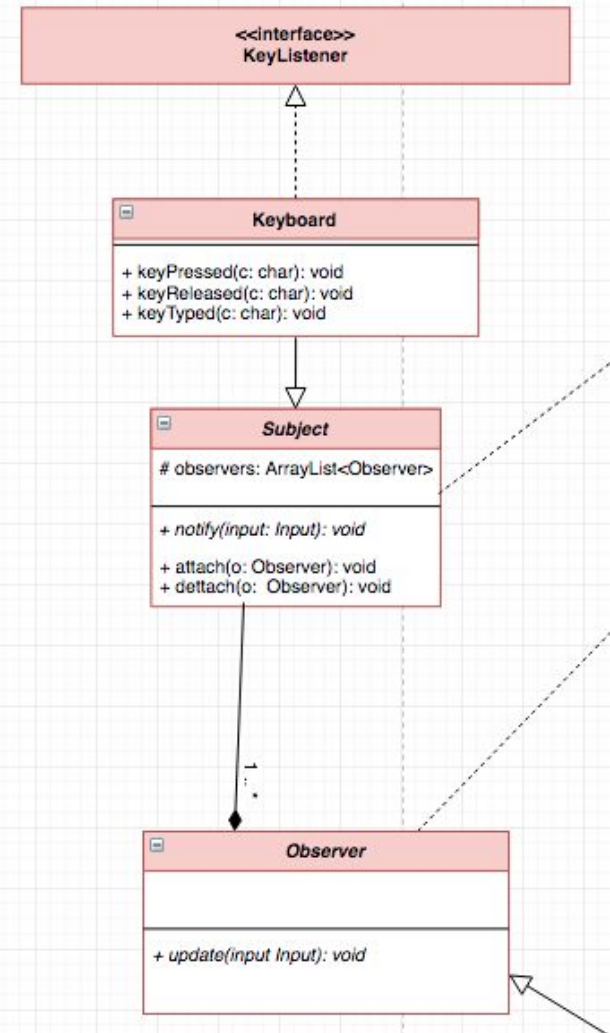 <<interface>>
KeyListener
Keyboard
+ keyPressed(c: char): void
+ keyReleased(c: char): void
+ keyTyped(c: char): void
Subject
# observers: ArrayList<Observer>
+ notify(input: Input): void
+ attach(o: Observer): void
+ dettach(o: Observer): void
1..*
Observer
+ update(input Input): void